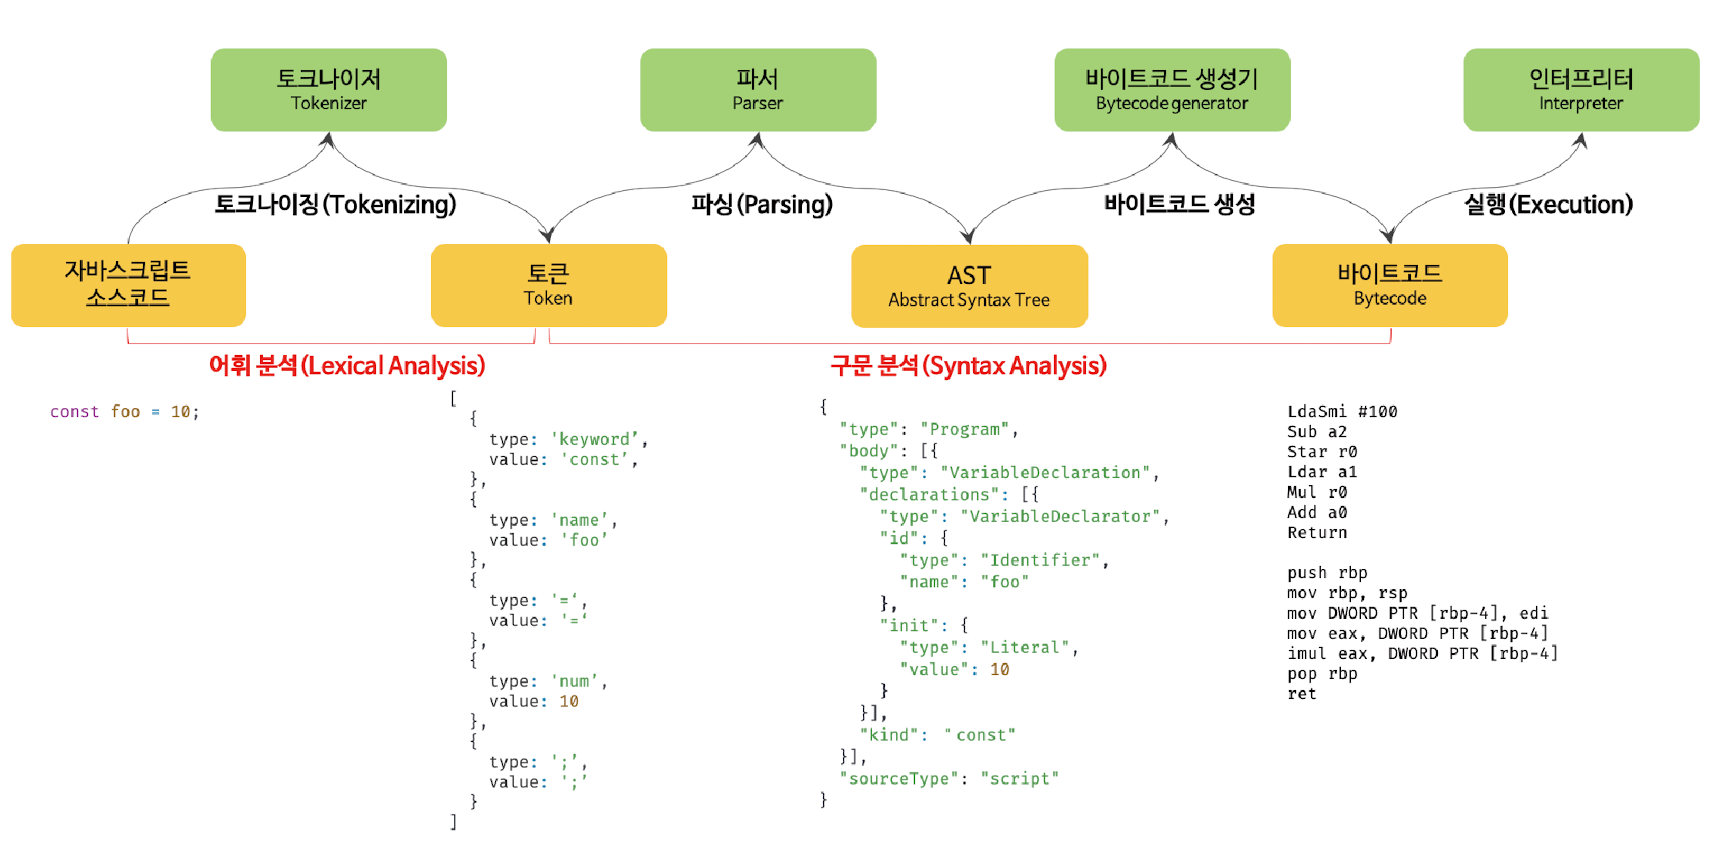 토크나이저
Tokenizer
파서
Parser
바이트코드 생성기
Bytecode generator
인터프리터
Interpreter
토크나이징(Tokenizing)
파싱(Parsing)
바이트코드 생성
실행(Execution)
자바스크립트
소스코드
토큰
Token
AST
Abstract Syntax Tree
바이트코드
Bytecode
어휘 분석(Lexical Analysis)
구문 분석(Syntax Analysis)
const foo = 10;
[
  {
    type: 'keyword’,
    value: 'const’,
  },
  {
    type: 'name’,
    value: 'foo’
  },
  {
    type: '=‘,
    value: '=‘
  },
  {
    type: 'num’,
    value: 10
  },
  {
    type: ';’,
    value: ';’
  }
]
{
  "type": "Program",
  "body": [{
    "type": "VariableDeclaration",
    "declarations": [{
      "type": "VariableDeclarator",
      "id": {
        "type": "Identifier",
        "name": "foo"
      },
      "init": {
        "type": "Literal",
        "value": 10
      }
    }],
    "kind": "const"
  }],
  "sourceType": "script"
}
LdaSmi #100
Sub a2
Star r0
Ldar a1
Mul r0
Add a0
Return
push rbp
mov rbp, rsp
mov DWORD PTR [rbp-4], edi
mov eax, DWORD PTR [rbp-4]
imul eax, DWORD PTR [rbp-4]
pop rbp
ret